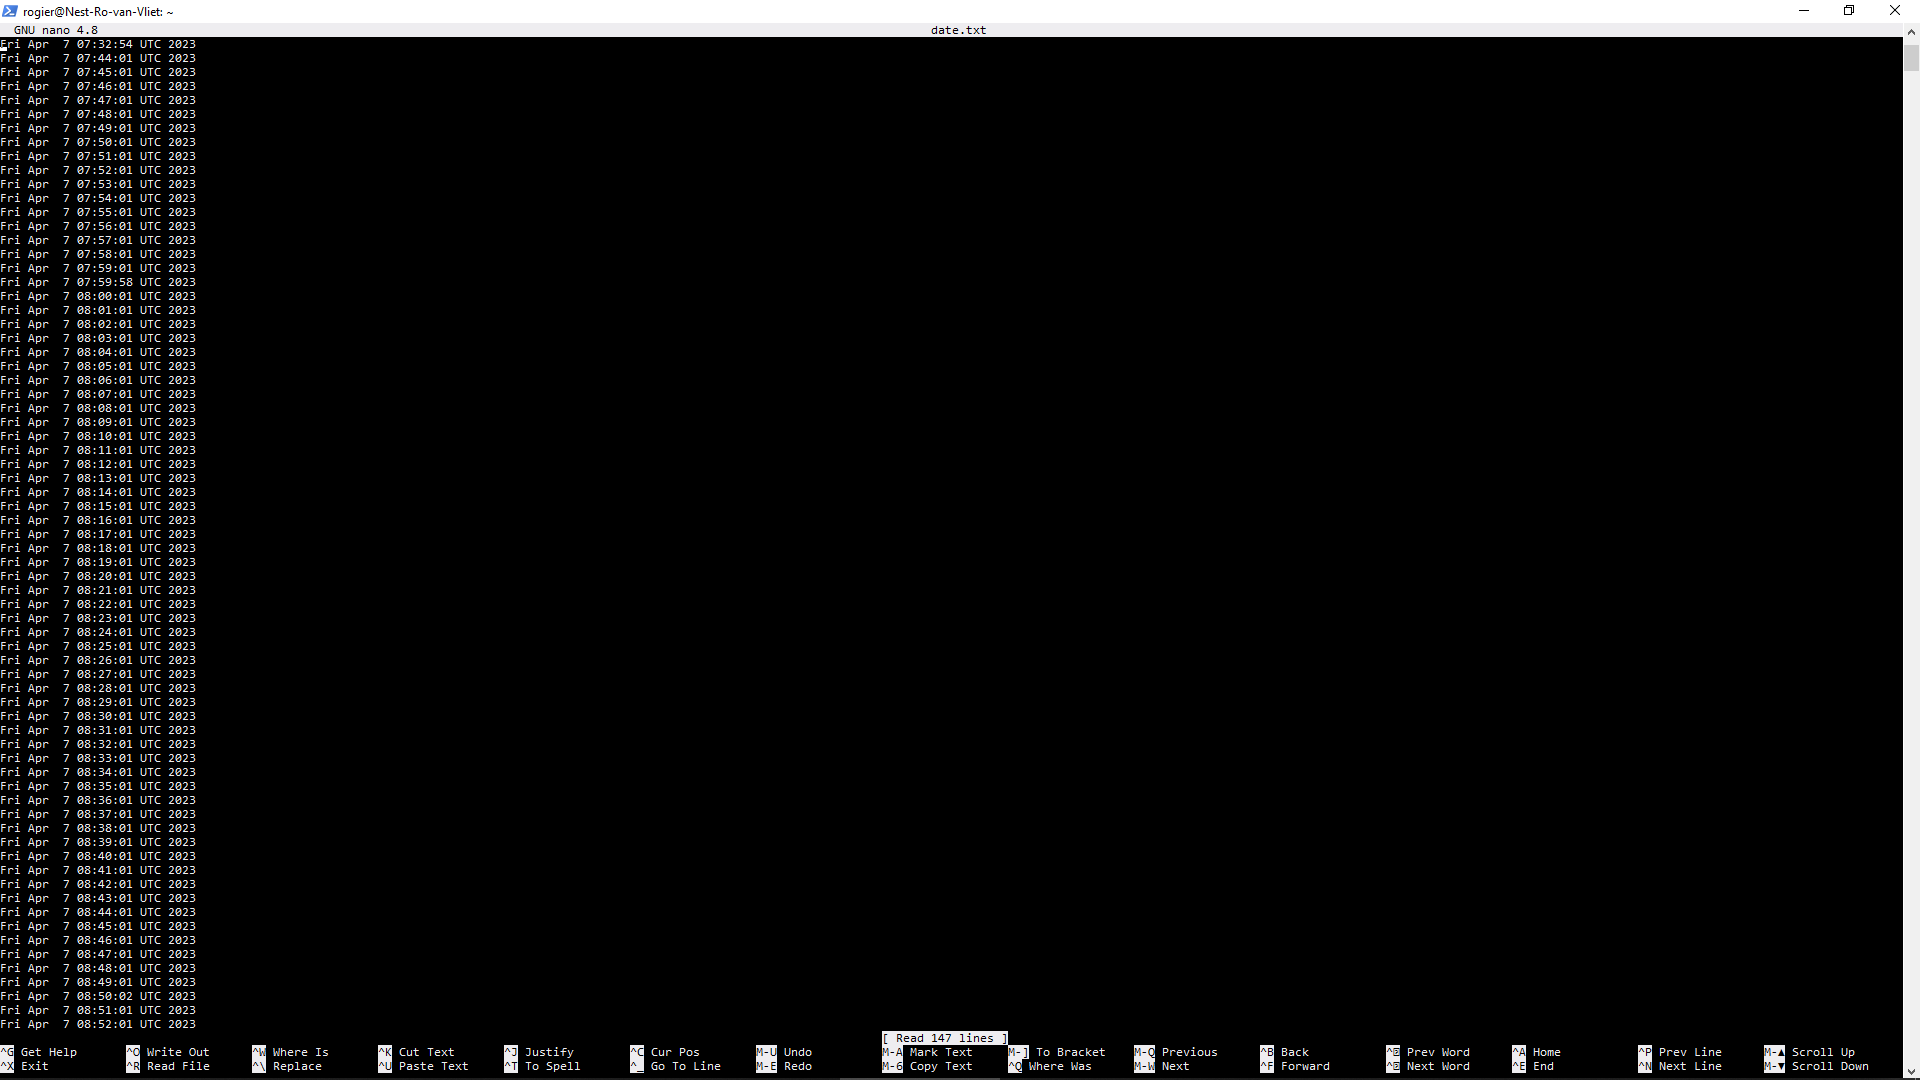 rogier@Nest-Ro-van-Vliet: ~
GNU nano 4.8 date.txt
Fri Apr  7 07:32:54 UTC 2023
Fri Apr  7 07:44:01 UTC 2023
Fri Apr  7 07:45:01 UTC 2023
Fri Apr  7 07:46:01 UTC 2023
Fri Apr  7 07:47:01 UTC 2023
Fri Apr  7 07:48:01 UTC 2023
Fri Apr  7 07:49:01 UTC 2023
Fri Apr  7 07:50:01 UTC 2023
Fri Apr  7 07:51:01 UTC 2023
Fri Apr  7 07:52:01 UTC 2023
Fri Apr  7 07:53:01 UTC 2023
Fri Apr  7 07:54:01 UTC 2023
Fri Apr  7 07:55:01 UTC 2023
Fri Apr  7 07:56:01 UTC 2023
Fri Apr  7 07:57:01 UTC 2023
Fri Apr  7 07:58:01 UTC 2023
Fri Apr  7 07:59:01 UTC 2023
Fri Apr  7 07:59:58 UTC 2023
Fri Apr  7 08:00:01 UTC 2023
Fri Apr  7 08:01:01 UTC 2023
Fri Apr  7 08:02:01 UTC 2023
Fri Apr  7 08:03:01 UTC 2023
Fri Apr  7 08:04:01 UTC 2023
Fri Apr  7 08:05:01 UTC 2023
Fri Apr  7 08:06:01 UTC 2023
Fri Apr  7 08:07:01 UTC 2023
Fri Apr  7 08:08:01 UTC 2023
Fri Apr  7 08:09:01 UTC 2023
Fri Apr  7 08:10:01 UTC 2023
Fri Apr  7 08:11:01 UTC 2023
Fri Apr  7 08:12:01 UTC 2023
Fri Apr  7 08:13:01 UTC 2023
Fri Apr  7 08:14:01 UTC 2023
Fri Apr  7 08:15:01 UTC 2023
Fri Apr  7 08:16:01 UTC 2023
Fri Apr  7 08:17:01 UTC 2023
Fri Apr  7 08:18:01 UTC 2023
Fri Apr  7 08:19:01 UTC 2023
Fri Apr  7 08:20:01 UTC 2023
Fri Apr  7 08:21:01 UTC 2023
Fri Apr  7 08:22:01 UTC 2023
Fri Apr  7 08:23:01 UTC 2023
Fri Apr  7 08:24:01 UTC 2023
Fri Apr  7 08:25:01 UTC 2023
Fri Apr  7 08:26:01 UTC 2023
Fri Apr  7 08:27:01 UTC 2023
Fri Apr  7 08:28:01 UTC 2023
Fri Apr  7 08:29:01 UTC 2023
Fri Apr  7 08:30:01 UTC 2023
Fri Apr  7 08:31:01 UTC 2023
Fri Apr  7 08:32:01 UTC 2023
Fri Apr  7 08:33:01 UTC 2023
Fri Apr  7 08:34:01 UTC 2023
Fri Apr  7 08:35:01 UTC 2023
Fri Apr  7 08:36:01 UTC 2023
Fri Apr  7 08:37:01 UTC 2023
Fri Apr  7 08:38:01 UTC 2023
Fri Apr  7 08:39:01 UTC 2023
Fri Apr  7 08:40:01 UTC 2023
Fri Apr  7 08:41:01 UTC 2023
Fri Apr  7 08:42:01 UTC 2023
Fri Apr  7 08:43:01 UTC 2023
Fri Apr  7 08:44:01 UTC 2023
Fri Apr  7 08:45:01 UTC 2023
Fri Apr  7 08:46:01 UTC 2023
Fri Apr  7 08:47:01 UTC 2023
Fri Apr  7 08:48:01 UTC 2023
Fri Apr  7 08:49:01 UTC 2023
Fri Apr  7 08:50:02 UTC 2023
Fri Apr  7 08:51:01 UTC 2023
Fri Apr  7 08:52:01 UTC 2023
[ Read 147 lines ]
^G Get Help ^O Write Out ^W Where Is ^K Cut Text ^J Justify ^C Cur Pos M-U Undo M-A Mark Text M-] To Bracket M-Q Previous ^B Back ^⍰ Prev Word ^A Home ^P Prev Line M-▲ Scroll Up
^X Exit ^R Read File ^\ Replace ^U Paste Text ^T To Spell ^_ Go To Line M-E Redo M-6 Copy Text ^Q Where Was M-W Next ^F Forward ^⍰ Next Word ^E End ^N Next Line M-▼ Scroll Down